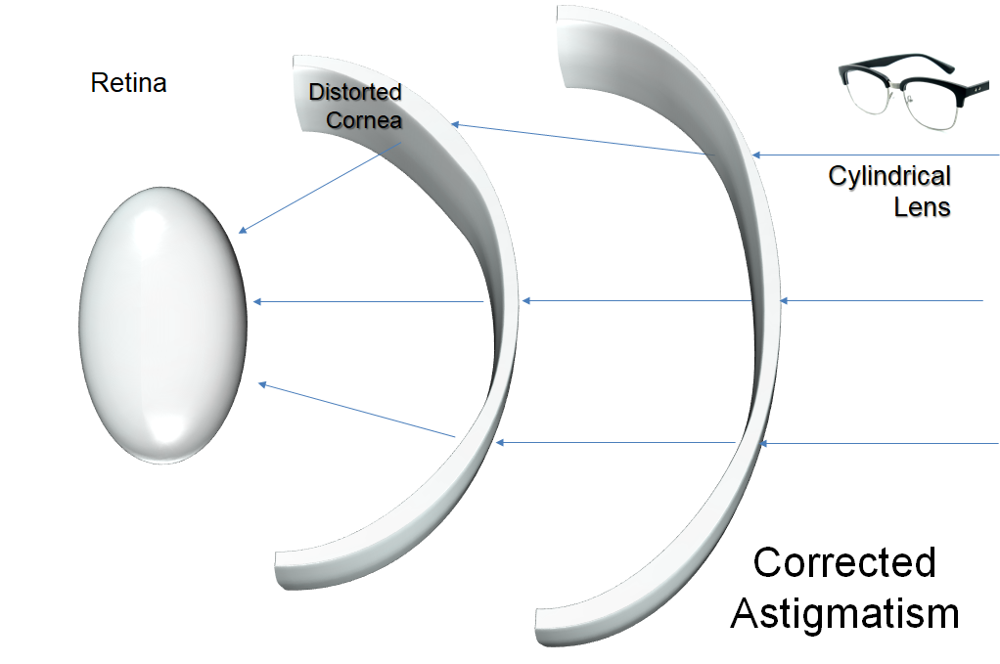 Retina
Distorted
Cornea
Cylindrical
Lens
Corrected
Astigmatism